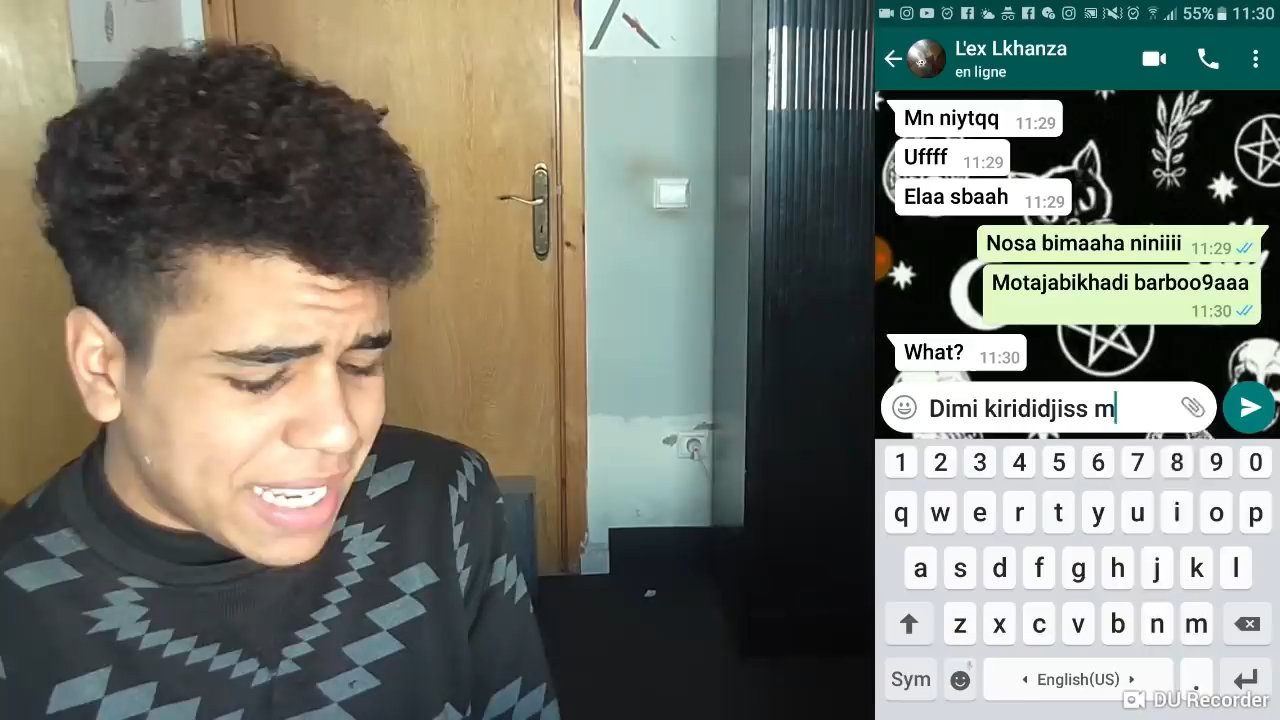 55% 11:30
L'ex Lkhanza
en ligne
Mn niytqq 11:29
Uffff 11:29
Elaa sbaah 11:29
Nosa bimaaha niniiii 11:29
Motajabikhadi barboo9aaa
11:30
What? 11:30
Dimi kirididjiss m
1 2 3 4 5 6 7 8 9 0
q w e r t y u i o p
a s d f g h j k l
z x c v b n m
Sym English(US) .
DU Recorder